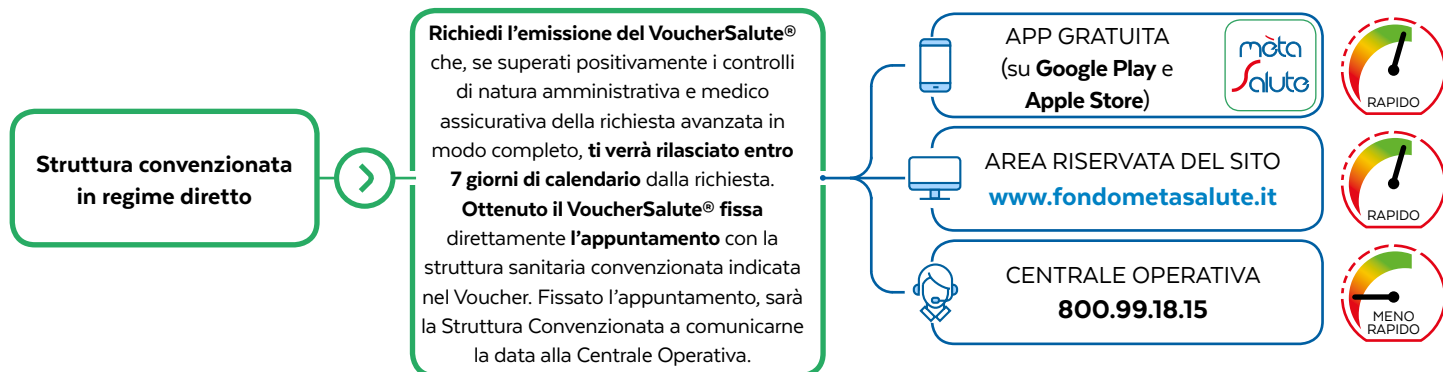 Struttura convenzionata
in regime diretto
Richiedi l'emissione del VoucherSalute®
che, se superati positivamente i controlli
di natura amministrativa e medico
assicurativa della richiesta avanzata in
modo completo, ti verrà rilasciato entro
7 giorni di calendario dalla richiesta.
Ottenuto il VoucherSalute® fissa
direttamente l'appuntamento con la
struttura sanitaria convenzionata indicata
nel Voucher. Fissato l'appuntamento, sarà
la Struttura Convenzionata a comunicarne
la data alla Centrale Operativa.
APP GRATUITA
(su Google Play e
Apple Store)
mèta
Salute
RAPIDO
AREA RISERVATA DEL SITO
www.fondometasalute.it
RAPIDO
CENTRALE OPERATIVA
800.99.18.15
MENO
RAPIDO